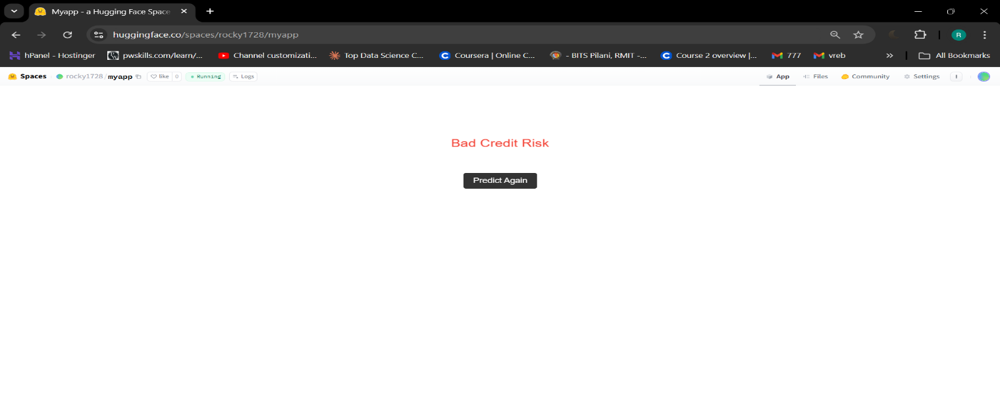 Myapp - a Hugging Face Space
huggingface.co/spaces/rocky1728/myapp
R
hPanel - Hostinger pwskills.com/learn/... Channel customizati... Top Data Science C... Coursera | Online C... - BITS Pilani, RMIT -... Course 2 overview |... 777 vreb » All Bookmarks
Spaces rocky1728/myapp like 0 Running Logs App Files Community Settings
Bad Credit Risk
Predict Again